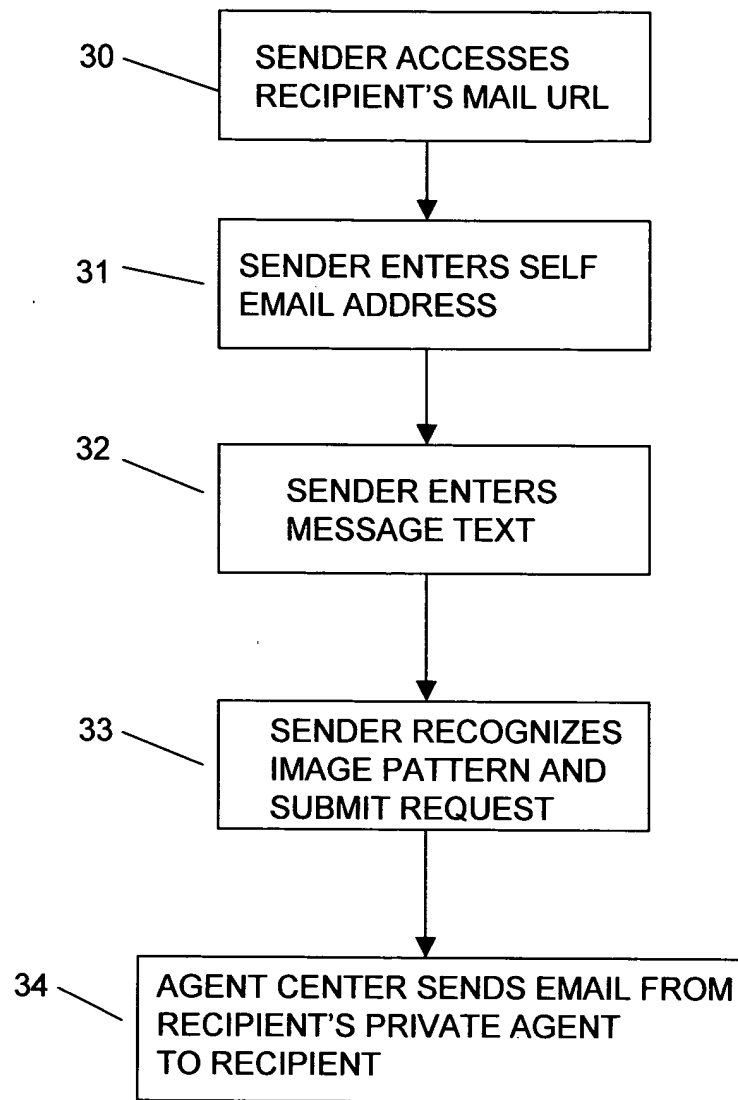 30
SENDER ACCESSES
RECIPIENT'S MAIL URL
31
SENDER ENTERS SELF
EMAIL ADDRESS
32
SENDER ENTERS
MESSAGE TEXT
33
SENDER RECOGNIZES
IMAGE PATTERN AND
SUBMIT REQUEST
34
AGENT CENTER SENDS EMAIL FROM
RECIPIENT'S PRIVATE AGENT
TO RECIPIENT